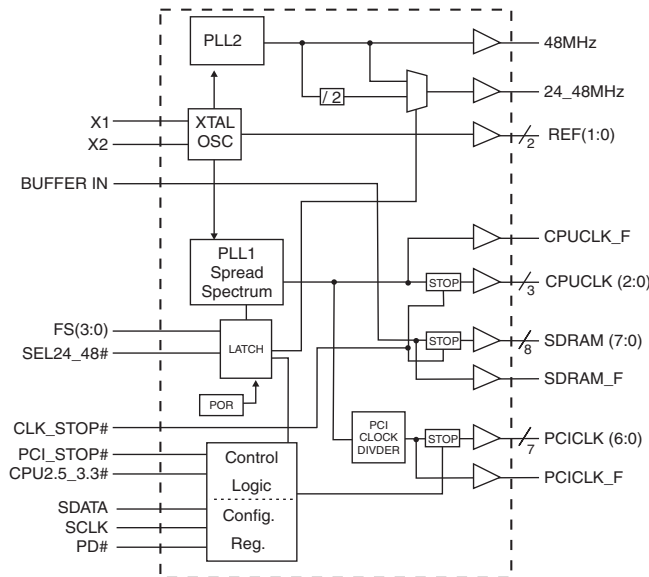 PLL2
48MHz
/ 2
24_48MHz
X1
X2
XTAL
OSC
REF(1:0)
2
BUFFER IN
CPUCLK_F
PLL1
Spread
Spectrum
STOP
CPUCLK (2:0)
3
FS(3:0)
SEL24_48#
LATCH
STOP
SDRAM (7:0)
8
SDRAM_F
POR
CLK_STOP#
PCI
CLOCK
DIVDER
STOP
PCICLK (6:0)
7
PCICLK_F
PCI_STOP#
CPU2.5_3.3#
SDATA
SCLK
PD#
Control
Logic
Config.
Reg.